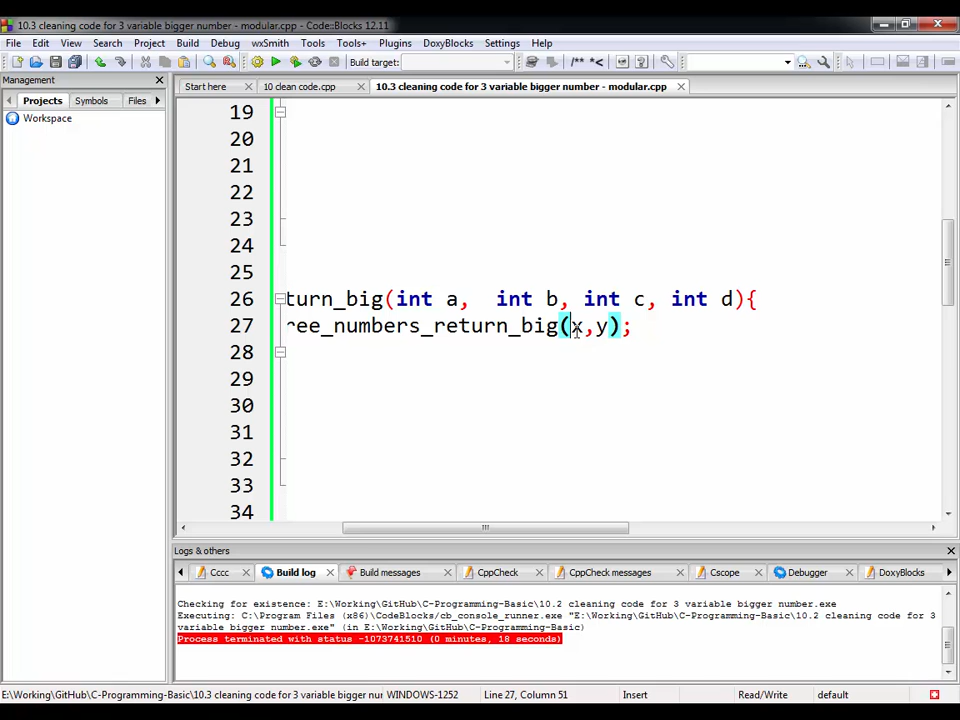 10.3 cleaning code for 3 variable bigger number - modular.cpp - Code::Blocks 12.11
File Edit View Search Project Build Debug wxSmith Tools Tools+ Plugins DoxyBlocks Settings Help
Build target:
/** *<
Management
Start here 10 clean code.cpp 10.3 cleaning code for 3 variable bigger number - modular.cpp
Projects Symbols Files
Workspace
19
20
21
22
23
24
25
26 turn_big(int a, int b, int c, int d){
27 ree_numbers_return_big(x,y);
28
29
30
31
32
33
34
Logs & others
Cccc Build log Build messages CppCheck CppCheck messages Cscope Debugger DoxyBlocks
Checking for existence: E:\Working\GitHub\C-Programming-Basic\10.2 cleaning code for 3 variable bigger number.exe
Executing: C:\Program Files (x86)\CodeBlocks/cb_console_runner.exe "E:\Working\GitHub\C-Programming-Basic\10.2 cleaning code for 3
variable bigger number.exe" (in E:\Working\GitHub\C-Programming-Basic)
Process terminated with status -1073741510 (0 minutes, 18 seconds)
E:\Working\GitHub\C-Programming-Basic\10.3 cleaning code for 3 variable bigger nur WINDOWS-1252 Line 27, Column 51 Insert Read/Write default